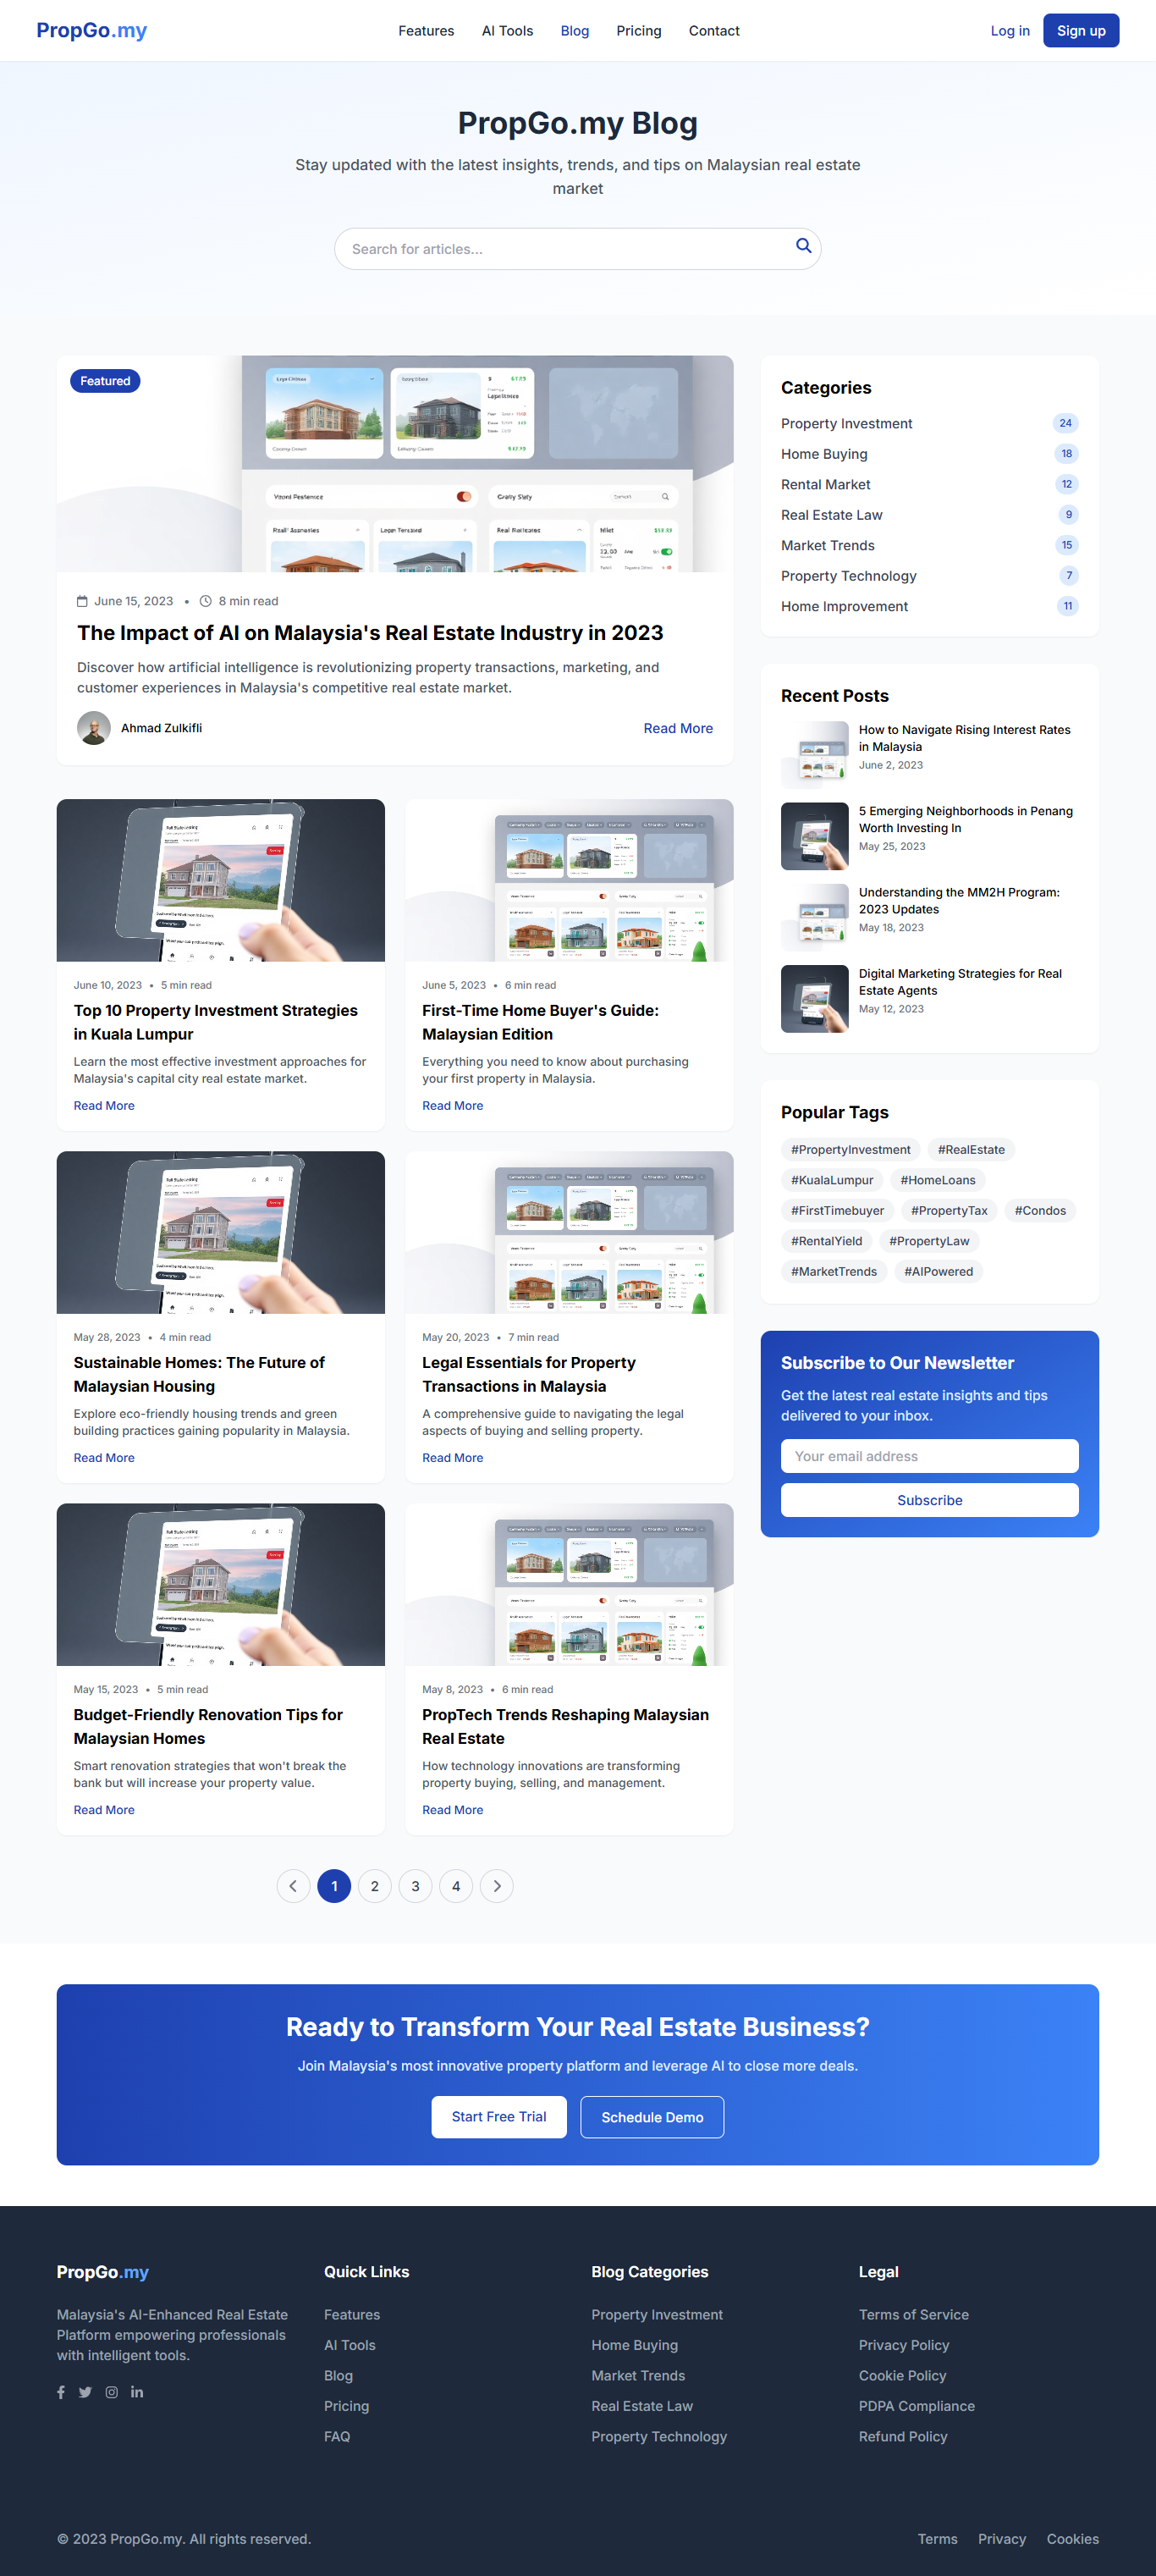 PropGo.my
Features
AI Tools
Blog
Pricing
Contact
Log in
Sign up
PropGo.my Blog
Stay updated with the latest insights, trends, and tips on Malaysian real estate
market
Search for articles...
Featured
June 15, 2023 • 8 min read
The Impact of AI on Malaysia's Real Estate Industry in 2023
Discover how artificial intelligence is revolutionizing property transactions, marketing, and
customer experiences in Malaysia's competitive real estate market.
Ahmad Zulkifli
Read More
June 10, 2023 • 5 min read
Top 10 Property Investment Strategies
in Kuala Lumpur
Learn the most effective investment approaches for
Malaysia's capital city real estate market.
Read More
June 5, 2023 • 6 min read
First-Time Home Buyer's Guide:
Malaysian Edition
Everything you need to know about purchasing
your first property in Malaysia.
Read More
May 28, 2023 • 4 min read
Sustainable Homes: The Future of
Malaysian Housing
Explore eco-friendly housing trends and green
building practices gaining popularity in Malaysia.
Read More
May 20, 2023 • 7 min read
Legal Essentials for Property
Transactions in Malaysia
A comprehensive guide to navigating the legal
aspects of buying and selling property.
Read More
May 15, 2023 • 5 min read
Budget-Friendly Renovation Tips for
Malaysian Homes
Smart renovation strategies that won't break the
bank but will increase your property value.
Read More
May 8, 2023 • 6 min read
PropTech Trends Reshaping Malaysian
Real Estate
How technology innovations are transforming
property buying, selling, and management.
Read More
1
2
3
4
Categories
Property Investment 24
Home Buying 18
Rental Market 12
Real Estate Law 9
Market Trends 15
Property Technology 7
Home Improvement 11
Recent Posts
How to Navigate Rising Interest Rates
in Malaysia
June 2, 2023
5 Emerging Neighborhoods in Penang
Worth Investing In
May 25, 2023
Understanding the MM2H Program:
2023 Updates
May 18, 2023
Digital Marketing Strategies for Real
Estate Agents
May 12, 2023
Popular Tags
#PropertyInvestment #RealEstate
#KualaLumpur #HomeLoans
#FirstTimebuyer #PropertyTax #Condos
#RentalYield #PropertyLaw
#MarketTrends #AIPowered
Subscribe to Our Newsletter
Get the latest real estate insights and tips
delivered to your inbox.
Your email address
Subscribe
Ready to Transform Your Real Estate Business?
Join Malaysia's most innovative property platform and leverage AI to close more deals.
Start Free Trial
Schedule Demo
PropGo.my
Malaysia's AI-Enhanced Real Estate
Platform empowering professionals
with intelligent tools.
Quick Links
Features
AI Tools
Blog
Pricing
FAQ
Blog Categories
Property Investment
Home Buying
Market Trends
Real Estate Law
Property Technology
Legal
Terms of Service
Privacy Policy
Cookie Policy
PDPA Compliance
Refund Policy
© 2023 PropGo.my. All rights reserved.
Terms
Privacy
Cookies